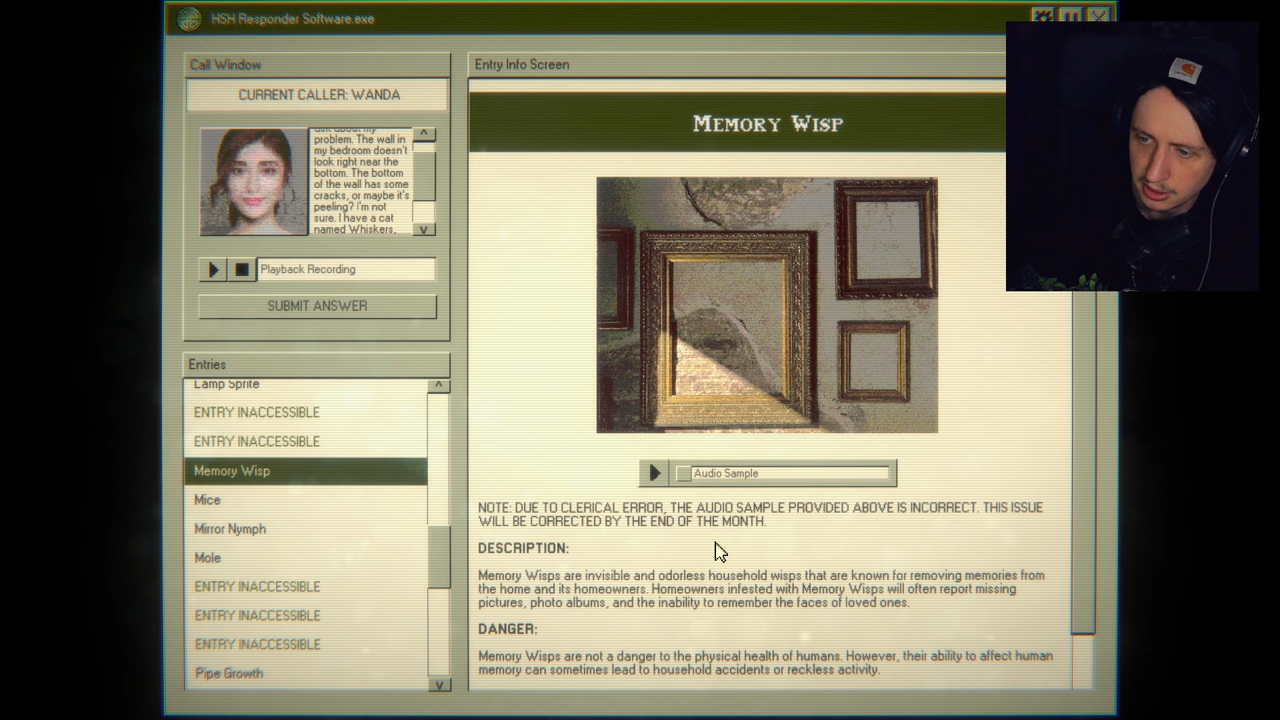 HSH Responder Software.exe
Call Window
CURRENT CALLER: WANDA
ask about my
problem. The wall in
my bedroom doesn't
look right near the
bottom. The bottom
of the wall has some
cracks, or maybe it's
peeling? I'm not
sure. I have a cat
named Whiskers,
Playback Recording
SUBMIT ANSWER
Entries
Lamp Sprite
ENTRY INACCESSIBLE
ENTRY INACCESSIBLE
Memory Wisp
Mice
Mirror Nymph
Mole
ENTRY INACCESSIBLE
ENTRY INACCESSIBLE
ENTRY INACCESSIBLE
Pipe Growth
Entry Info Screen
MEMORY WISP
Audio Sample
NOTE: DUE TO CLERICAL ERROR, THE AUDIO SAMPLE PROVIDED ABOVE IS INCORRECT. THIS ISSUE
WILL BE CORRECTED BY THE END OF THE MONTH.
DESCRIPTION:
Memory Wisps are invisible and odorless household wisps that are known for removing memories from
the home and its homeowners. Homeowners infested with Memory Wisps will often report missing
pictures, photo albums, and the inability to remember the faces of loved ones.
DANGER:
Memory Wisps are not a danger to the physical health of humans. However, their ability to affect human
memory can sometimes lead to household accidents or reckless activity.